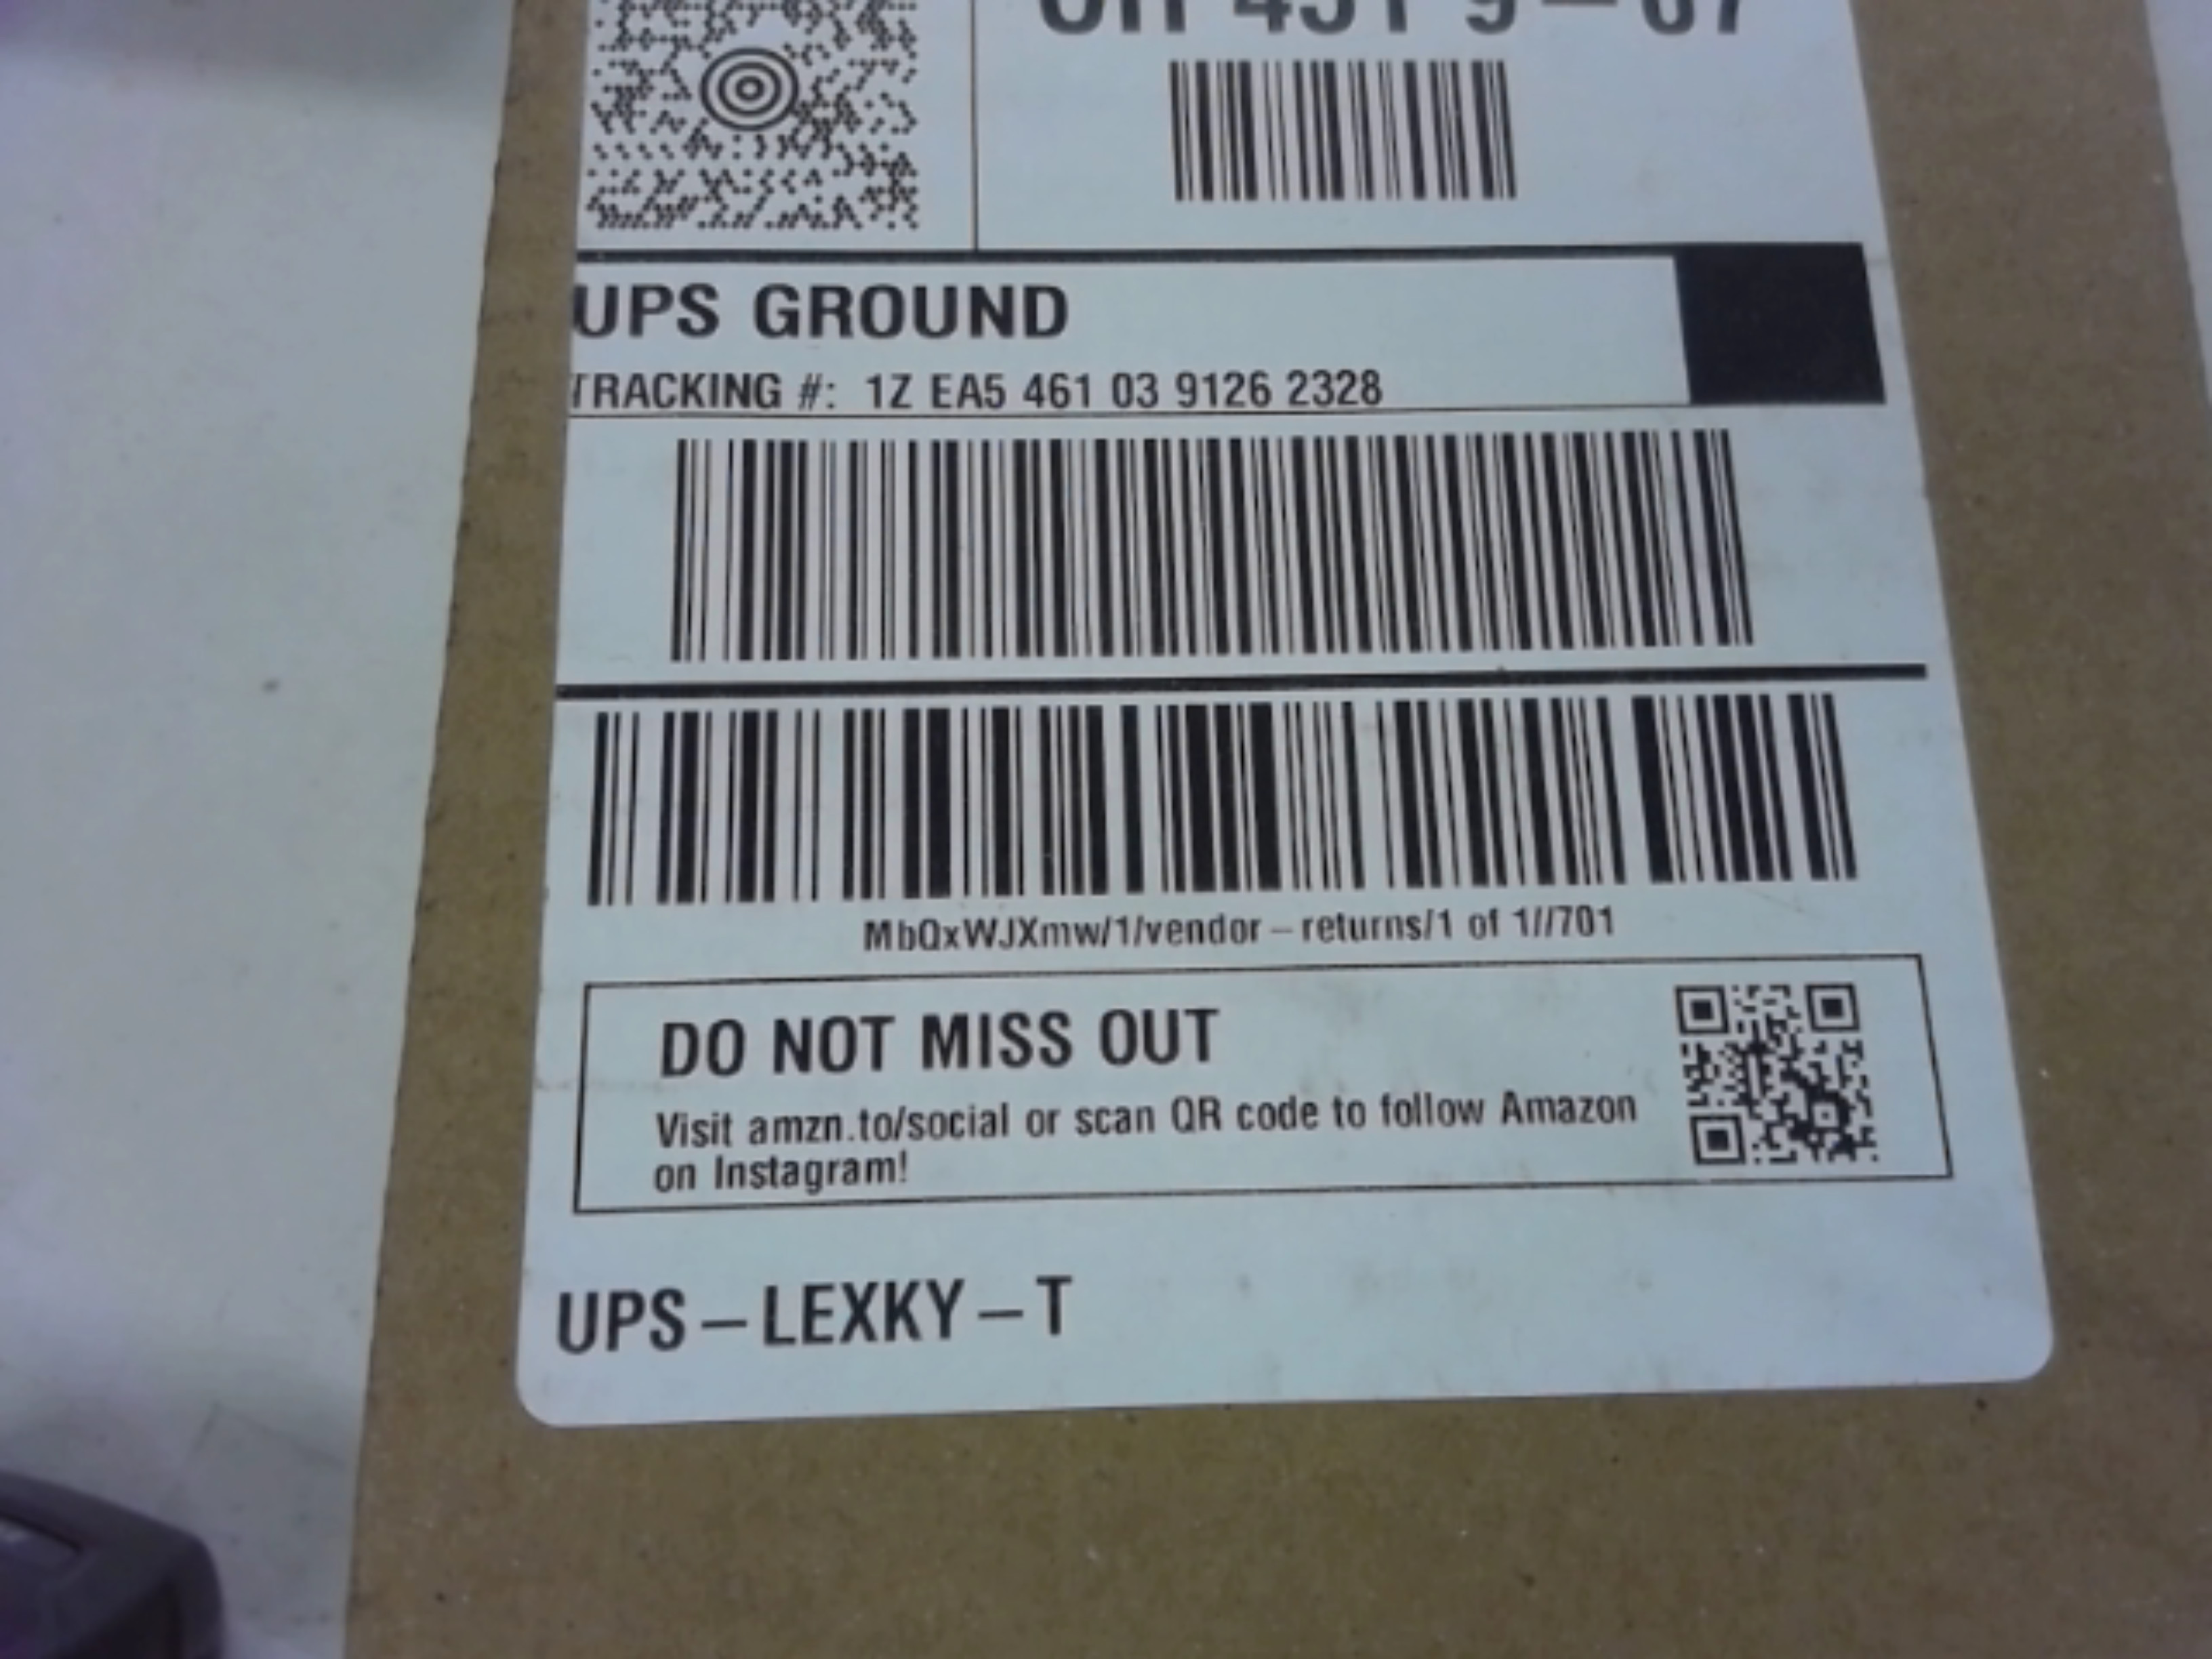 UPS GROUND
TRACKING #: 1Z EA5 461 03 9126 2328
MbQxWJXmw/1/vendor-returns/1 of 1//701
DO NOT MISS OUT
Visit amzn.to/social or scan QR code to follow Amazon
on Instagram!
UPS-LEXKY-T